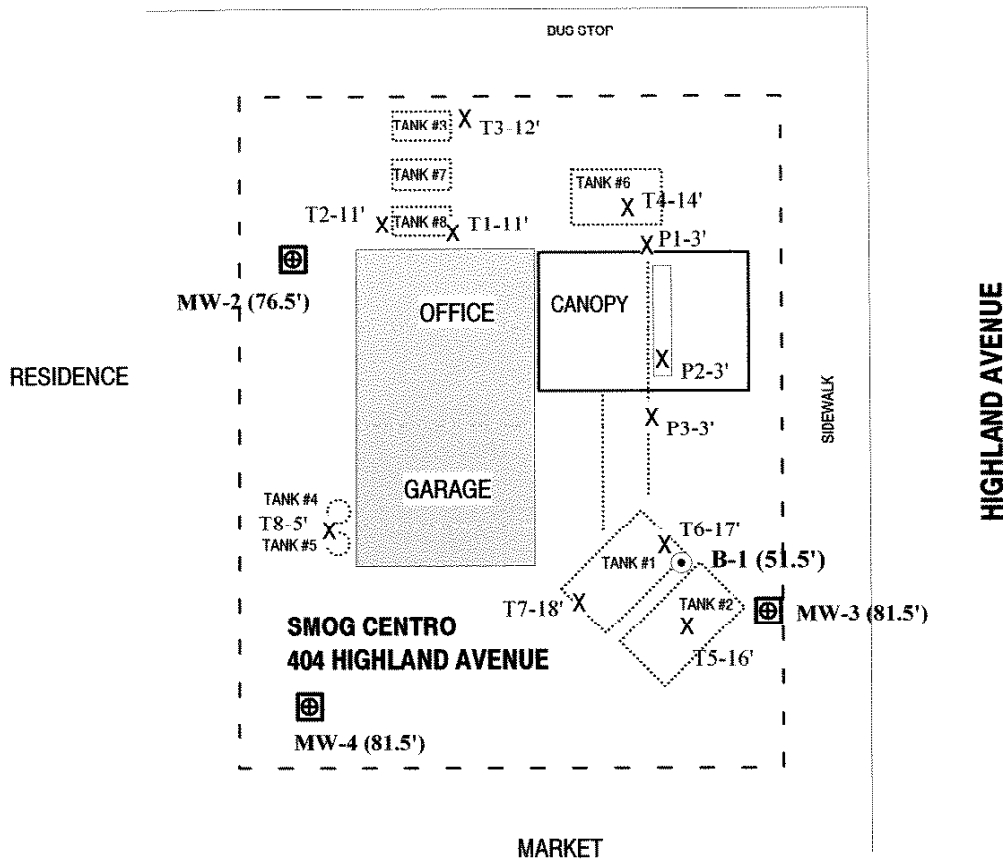 BUS STOP
TANK #3
T3-12'
TANK #7
TANK #6
T4-14'
T2-11'
TANK #8
T1-11'
P1-3'
MW-2 (76.5')
OFFICE
CANOPY
HIGHLAND AVENUE
RESIDENCE
P2-3'
SIDEWALK
P3-3'
GARAGE
TANK #4
T8-5'
TANK #5
T6-17'
TANK #1
B-1 (51.5')
T7-18'
TANK #2
MW-3 (81.5')
SMOG CENTRO
404 HIGHLAND AVENUE
T5-16'
MW-4 (81.5')
MARKET